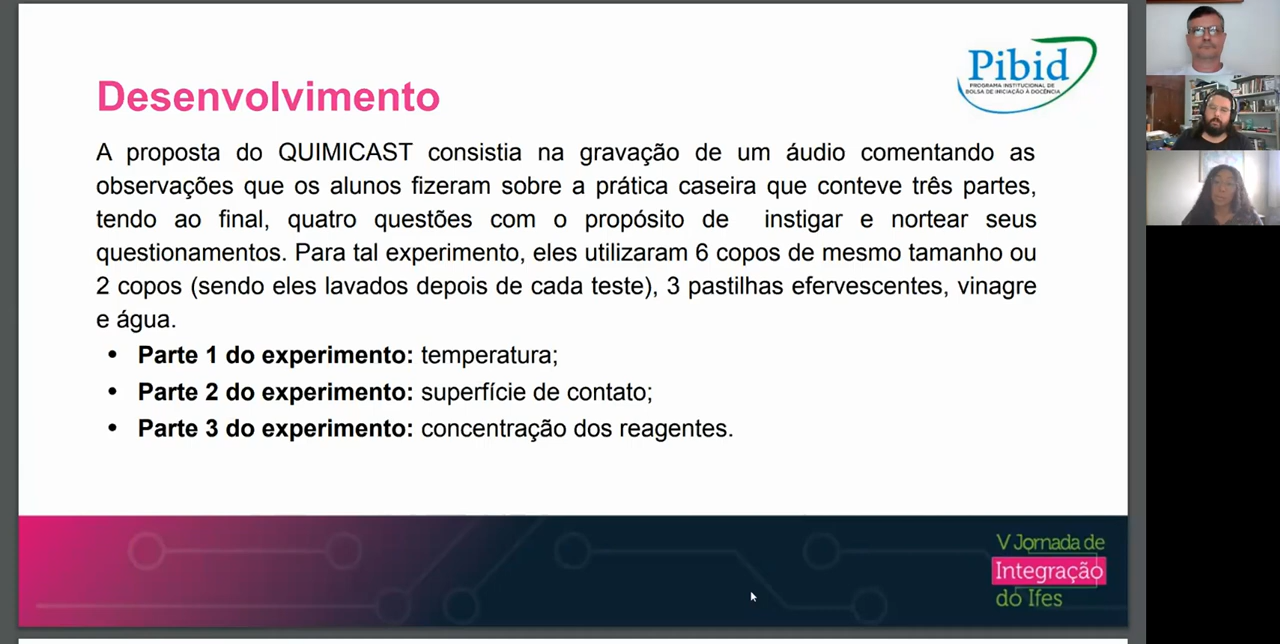 Pibid
PROGRAMA INSTITUCIONAL DE
BOLSA DE INICIAÇÃO À DOCÊNCIA
Desenvolvimento
A proposta do QUIMICAST consistia na gravação de um áudio comentando as
observações que os alunos fizeram sobre a prática caseira que conteve três partes,
tendo ao final, quatro questões com o propósito de instigar e nortear seus
questionamentos. Para tal experimento, eles utilizaram 6 copos de mesmo tamanho ou
2 copos (sendo eles lavados depois de cada teste), 3 pastilhas efervescentes, vinagre
e água.
• Parte 1 do experimento: temperatura;
• Parte 2 do experimento: superfície de contato;
• Parte 3 do experimento: concentração dos reagentes.
V Jornada de
Integração
do Ifes